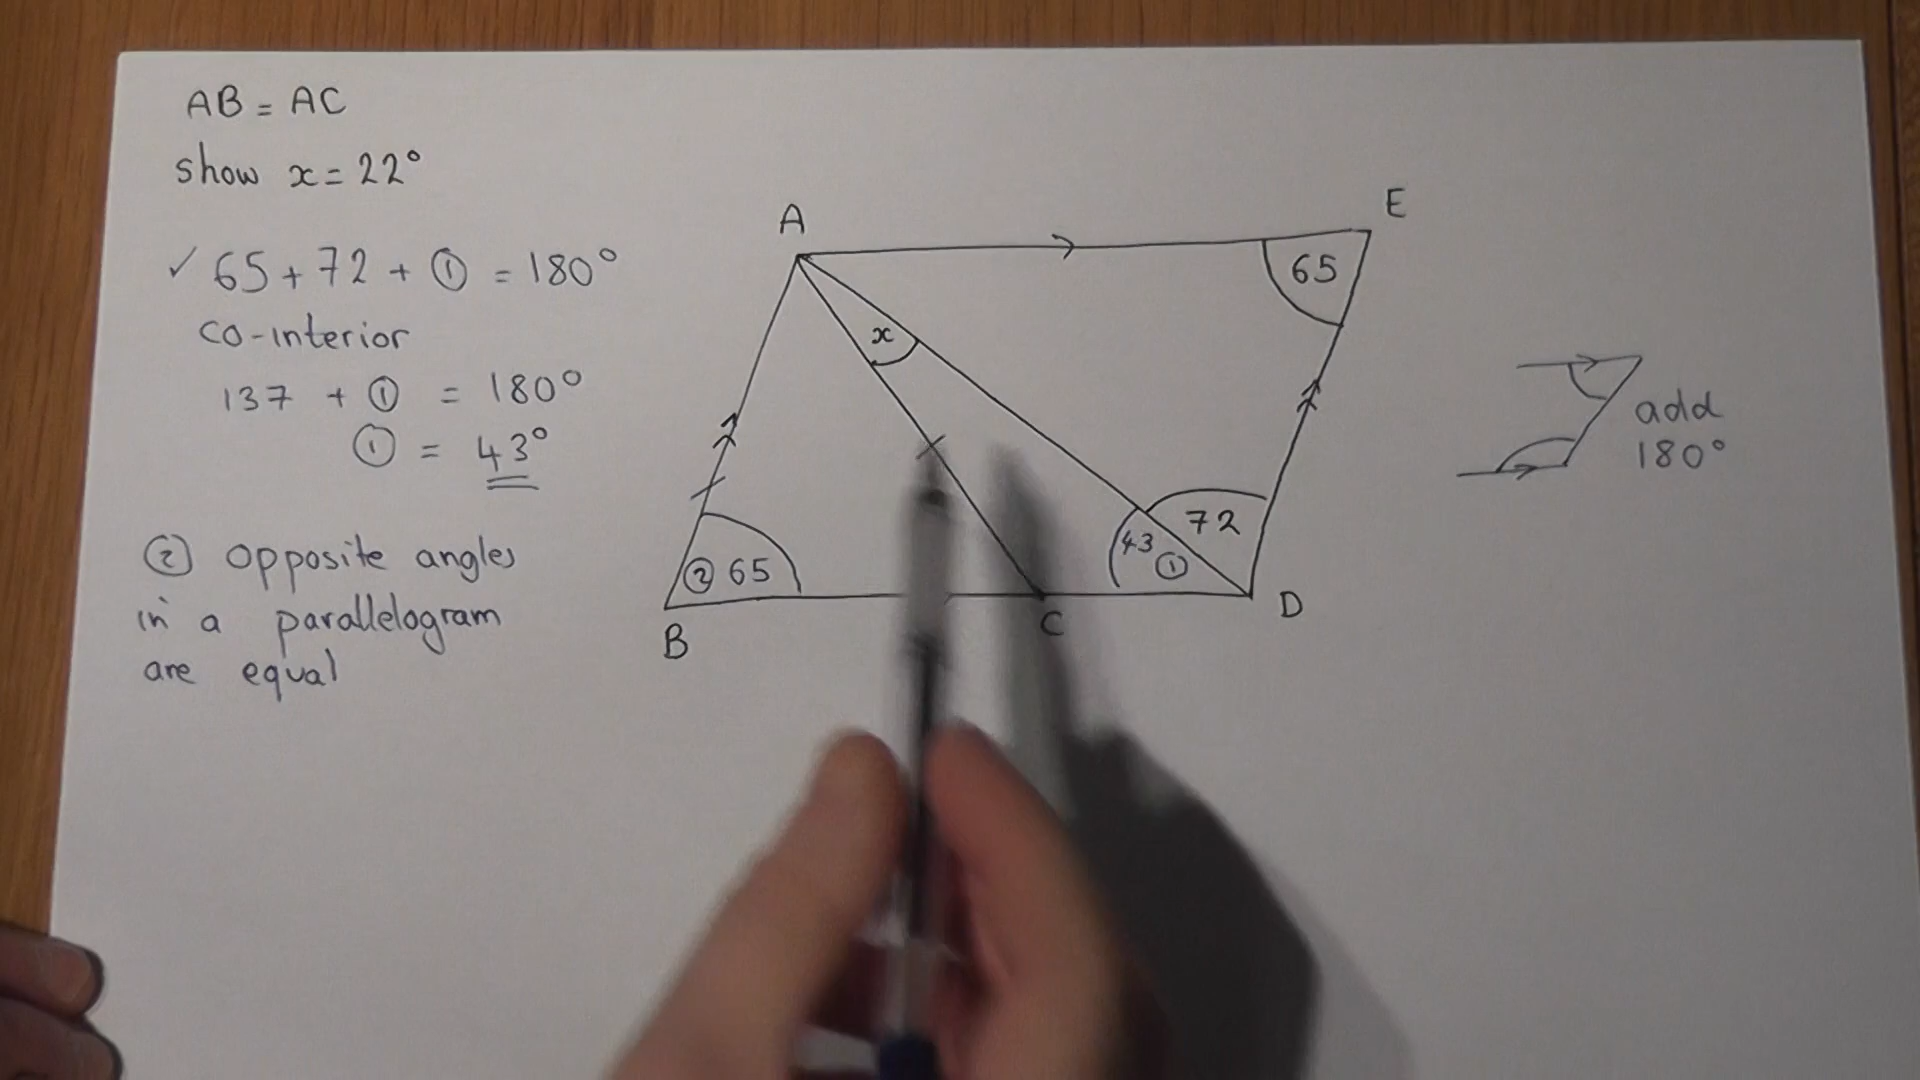 AB = AC
show x = 22°
✓ 65 + 72 + ① = 180°
co-interior
137 + ① = 180°
① = 43°
② opposite angles
in a parallelogram
are equal
A
E
65
x
72
43
①
② 65
B
C
D
add
180°